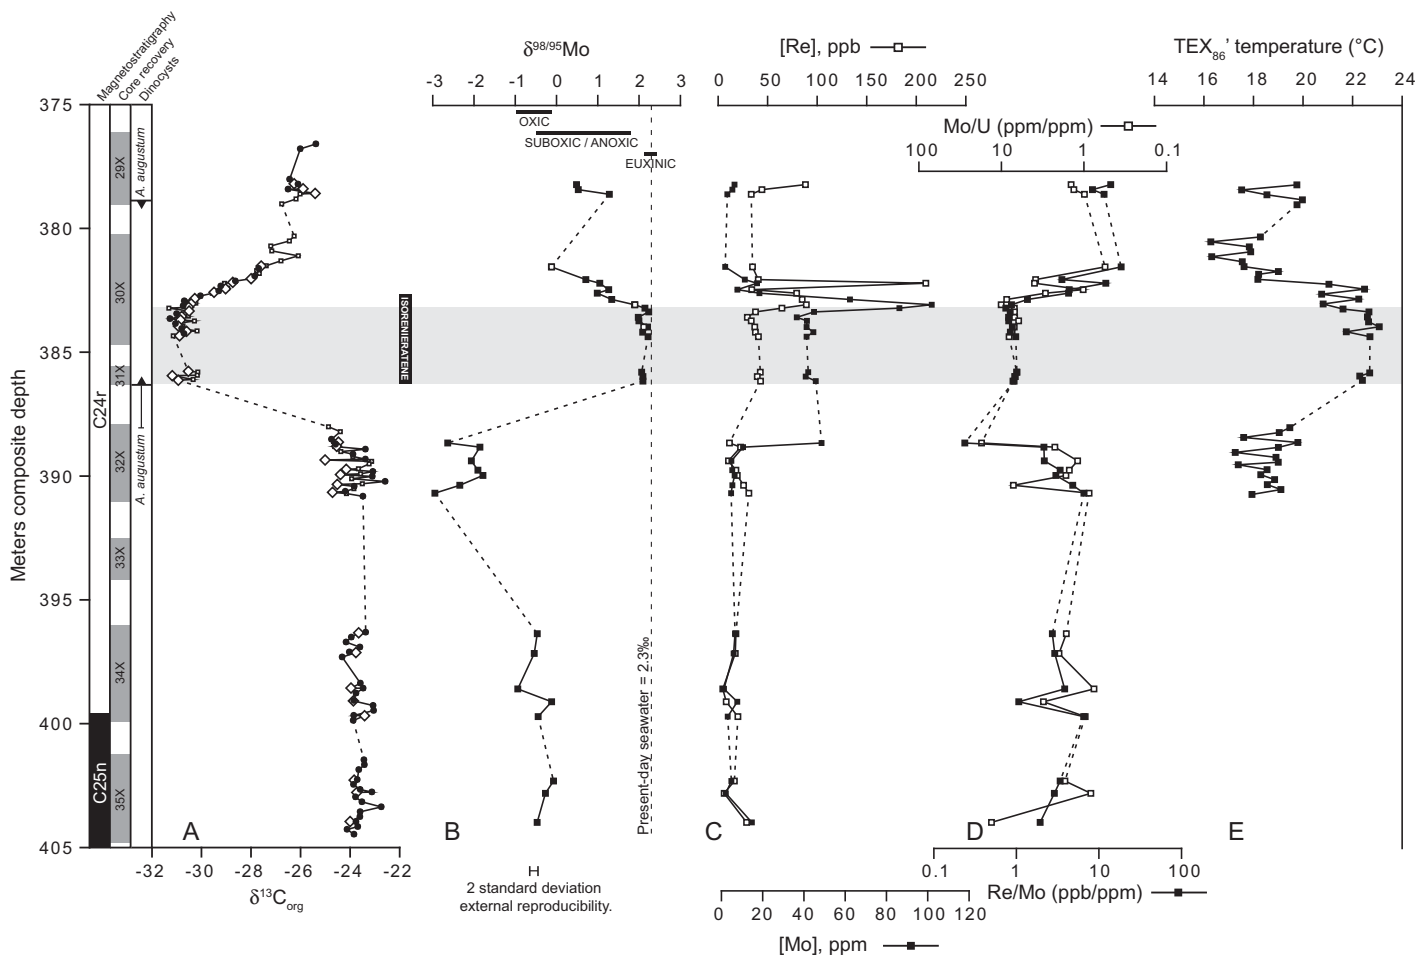 Magnetostratigraphy
Core recovery
Dinocysts
δ98/95Mo
-3 -2 -1 0 1 2 3
[Re], ppb
0 50 100 150 200 250
TEX86' temperature (°C)
14 16 18 20 22 24
Mo/U (ppm/ppm)
100 10 1 0.1
OXIC
SUBOXIC / ANOXIC
EUXINIC
Meters composite depth
375
380
385
390
395
400
405
C24r
C25n
29X
30X
31X
32X
33X
34X
35X
A. augustum
A. augustum
ISORENIERATENE
Present-day seawater = 2.3‰
A
B
C
D
E
-32 -30 -28 -26 -24 -22
δ13Corg
2 standard deviation
external reproducibility.
0.1 1 10 100
Re/Mo (ppb/ppm)
0 20 40 60 80 100 120
[Mo], ppm